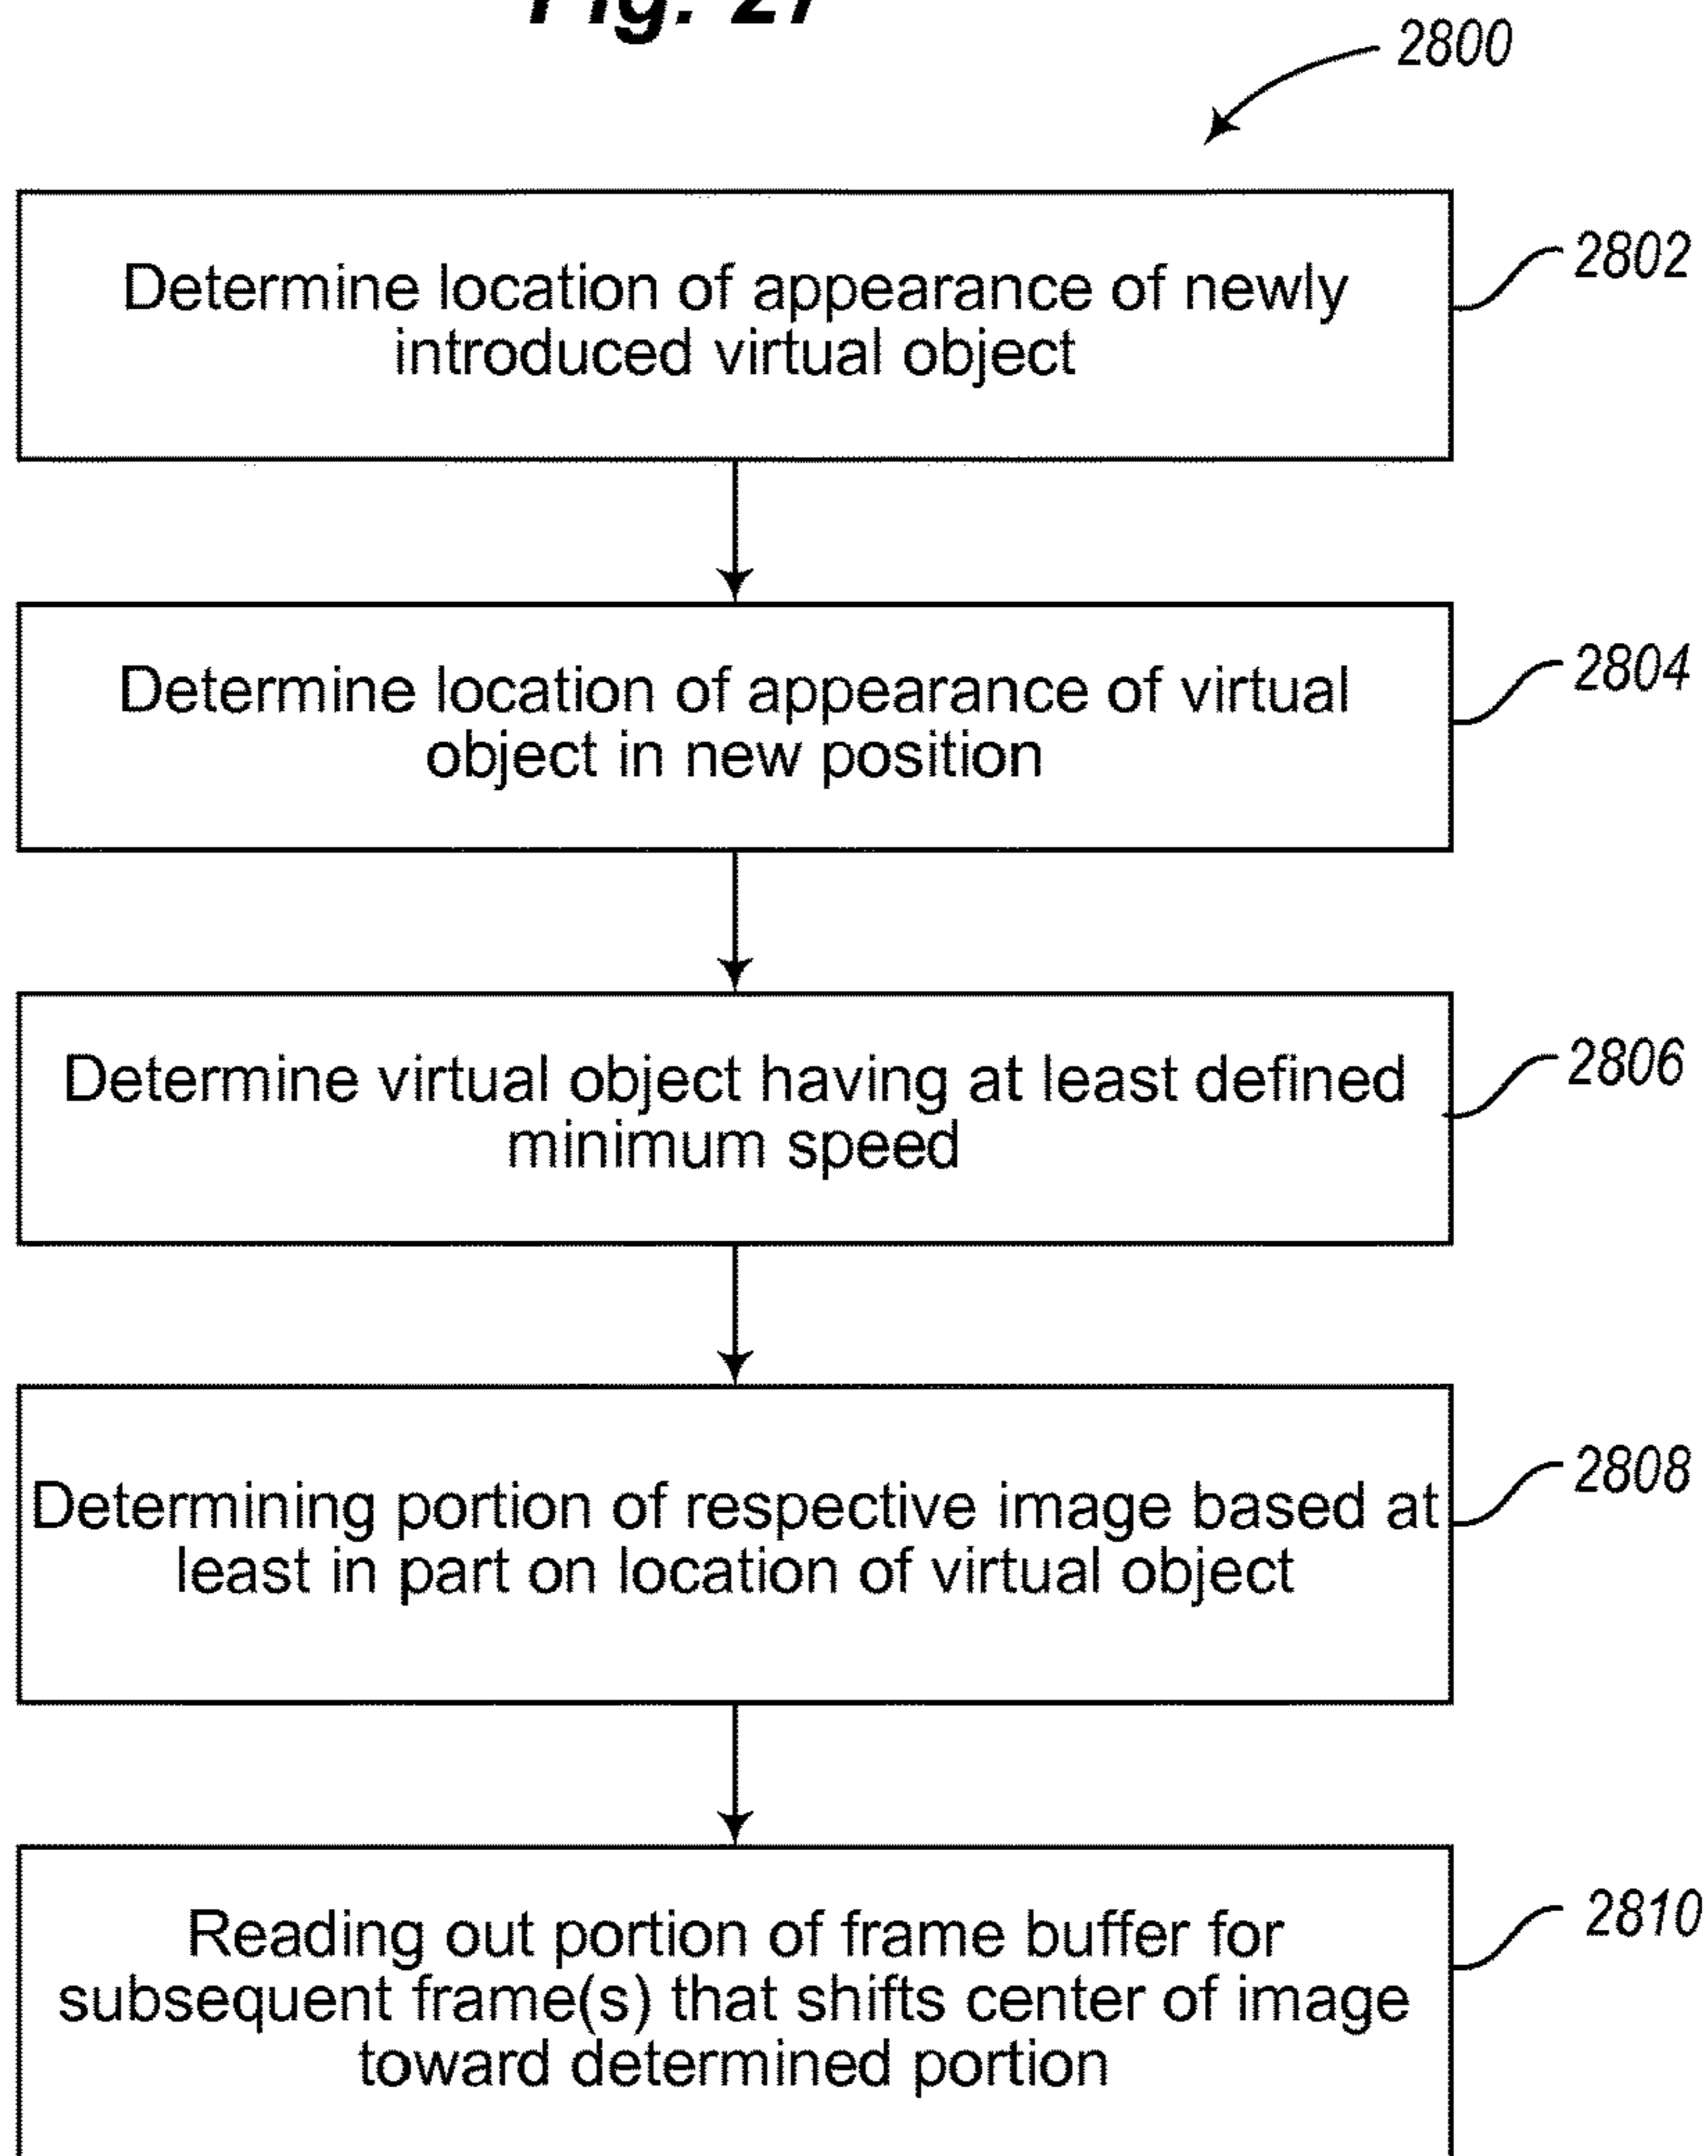 Fig. 27
2800
Determine location of appearance of newly
introduced virtual object
2802
Determine location of appearance of virtual
object in new position
2804
Determine virtual object having at least defined
minimum speed
2806
Determining portion of respective image based at
least in part on location of virtual object
2808
Reading out portion of frame buffer for
subsequent frame(s) that shifts center of image
toward determined portion
2810